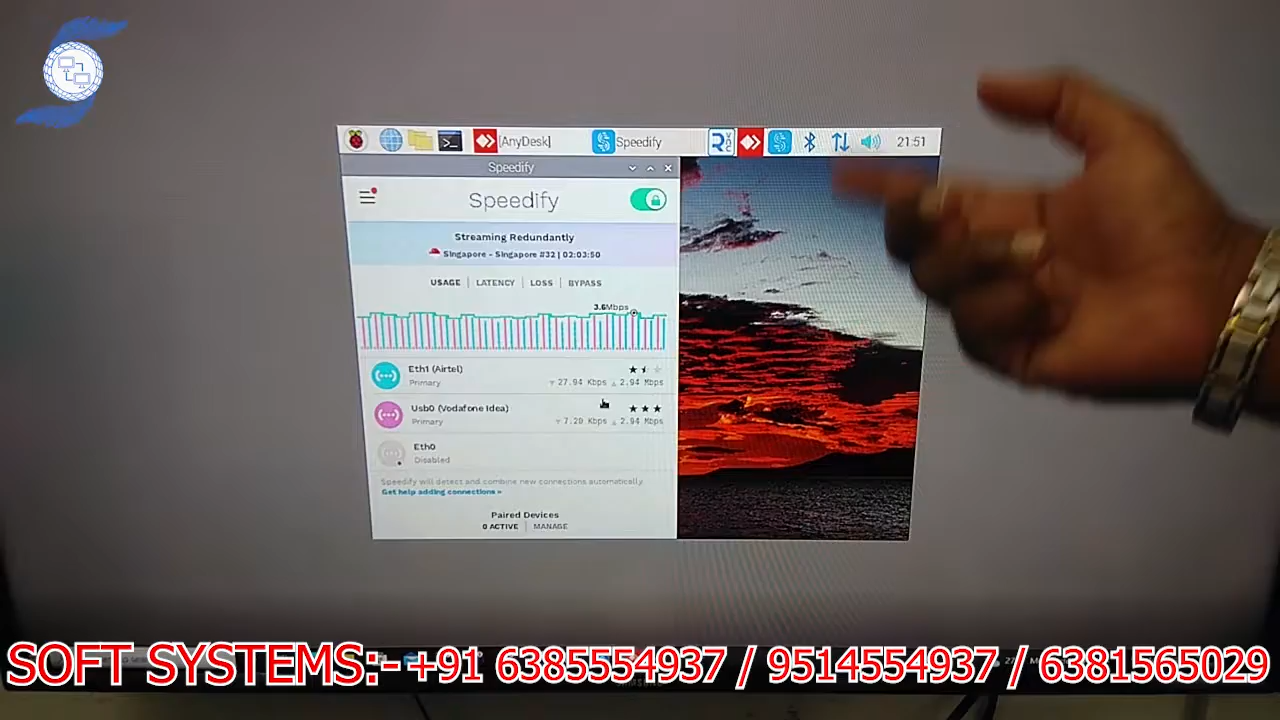 [AnyDesk] Speedify 21:51
Speedify
Speedify
Streaming Redundantly
Singapore - Singapore #32 | 02:03:50
USAGE | LATENCY | LOSS | BYPASS
3.6Mbps
Eth1 (Airtel)
Primary 27.94 Kbps 2.94 Mbps
Usb0 (Vodafone Idea)
Primary 7.20 Kbps 2.94 Mbps
Eth0
Disabled
Speedify will detect and combine new connections automatically.
Get help adding connections »
Paired Devices
0 ACTIVE | MANAGE
SOFT SYSTEMS:-+91 6385554937 / 9514554937 / 6381565029
SAMSUNG